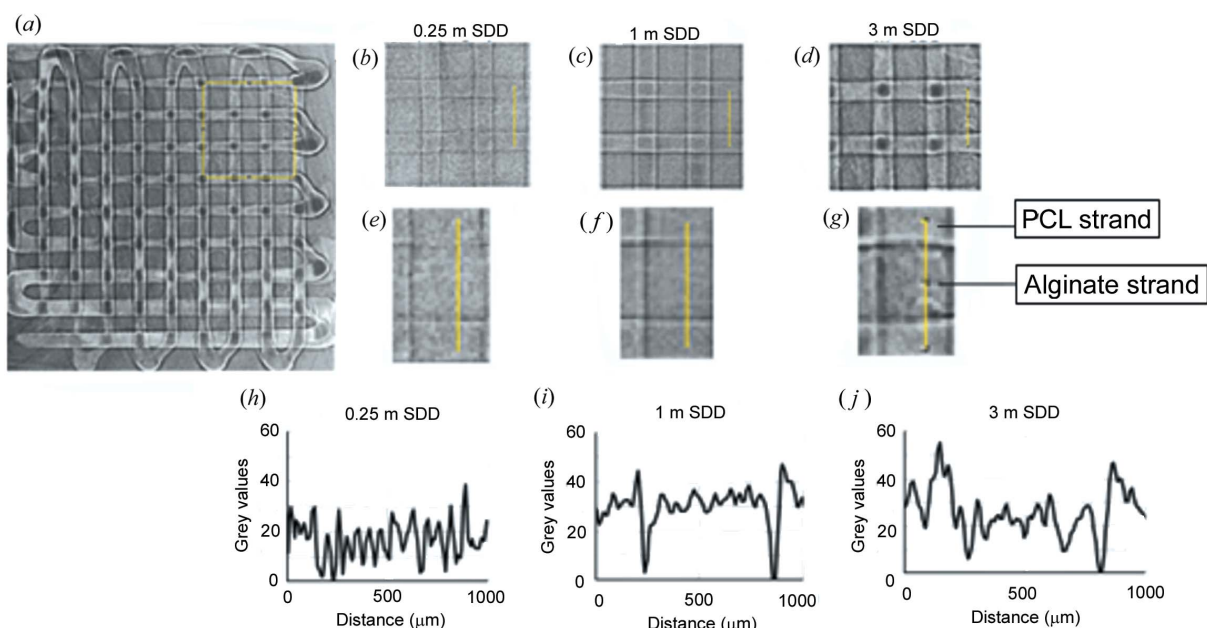 (a)
0.25 m SDD
1 m SDD
3 m SDD
(b)
(c)
(d)
(e)
(f)
(g)
PCL strand
Alginate strand
(h)
(i)
(j)
0.25 m SDD
1 m SDD
3 m SDD
60
40
20
0
Grey values
0
500
1000
Distance (μm)
60
40
20
0
Grey values
0
500
1000
Distance (μm)
60
40
20
0
Grey values
0
500
1000
Distance (μm)